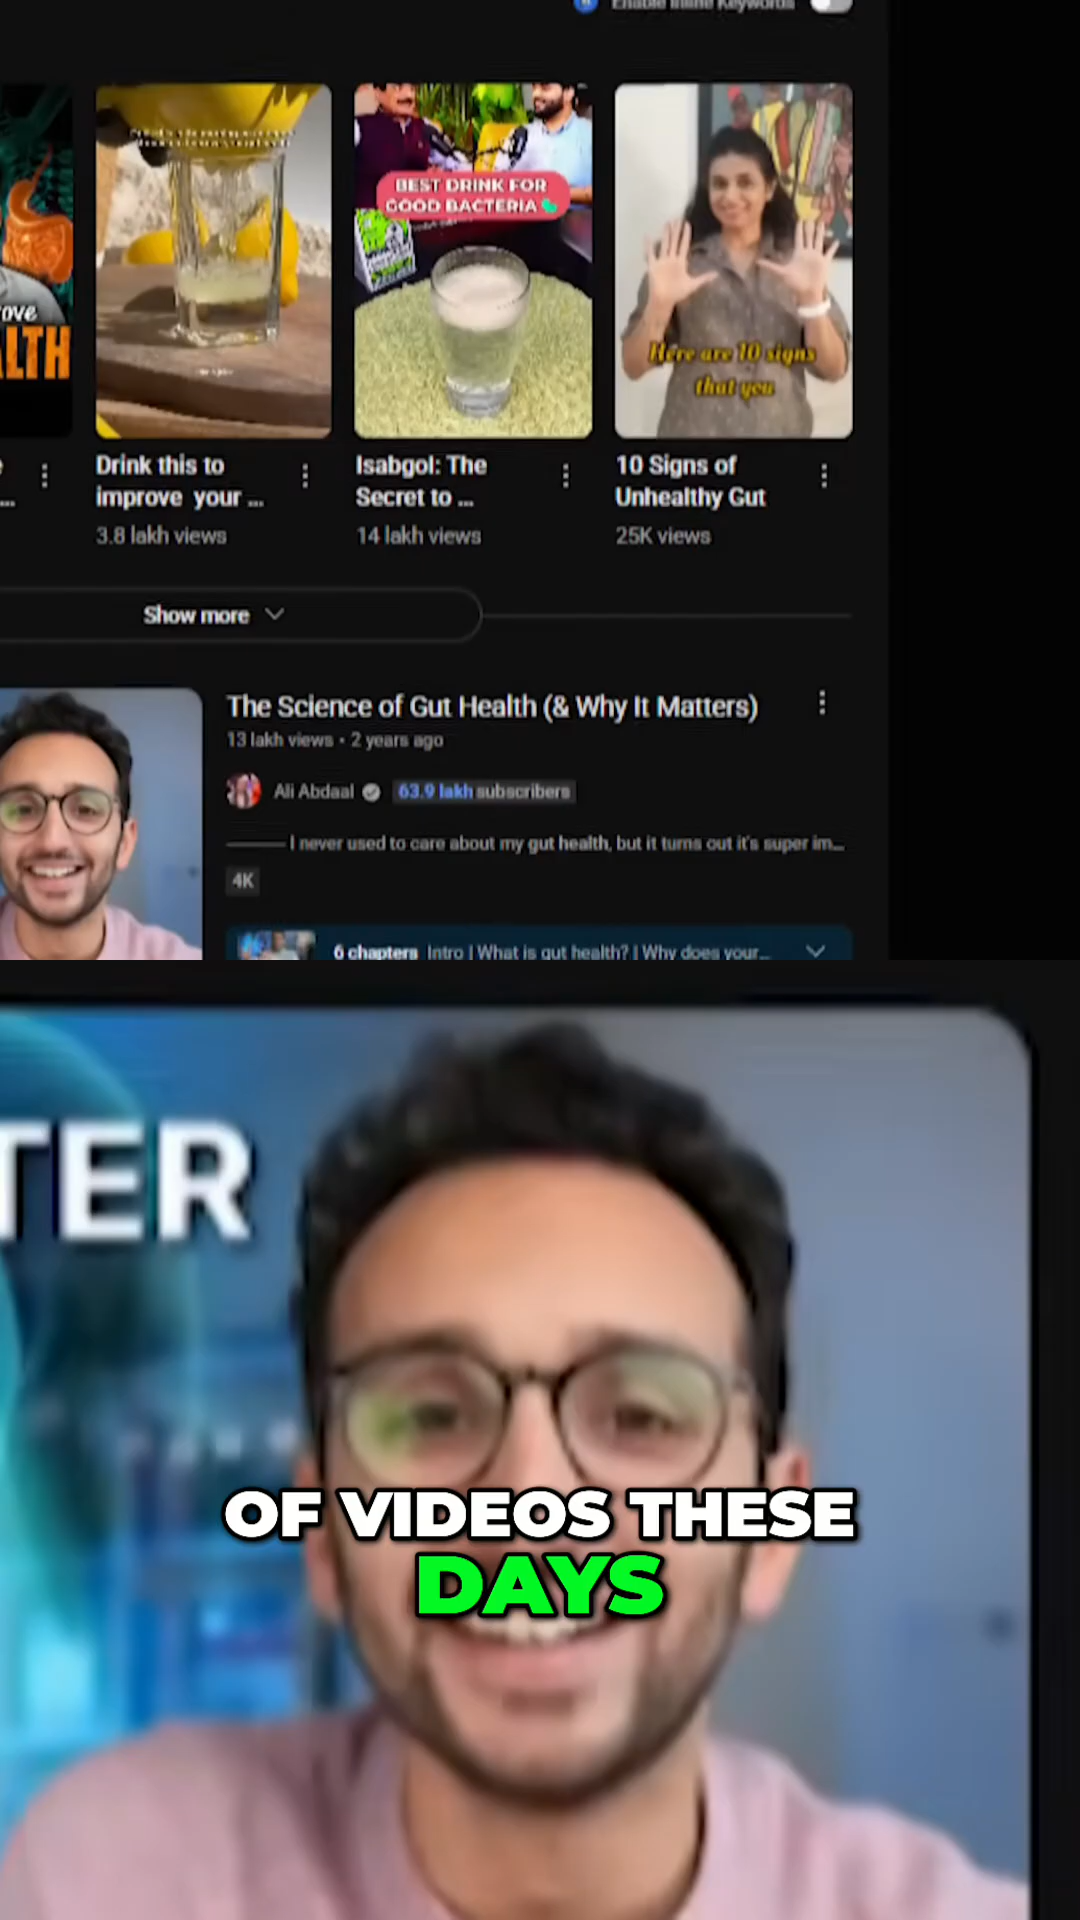 Enable Inline Keywords
ove
ALTH
BEST DRINK FOR
GOOD BACTERIA
Here are 10 signs
that you
Drink this to
improve your ...
3.8 lakh views
Isabgol: The
Secret to ...
14 lakh views
10 Signs of
Unhealthy Gut
25K views
Show more
The Science of Gut Health (& Why It Matters)
13 lakh views • 2 years ago
Ali Abdaal 63.9 lakh subscribers
——— I never used to care about my gut health, but it turns out it's super im...
4K
6 chapters Intro | What is gut health? | Why does your...
TER
OF VIDEOS THESE
DAYS